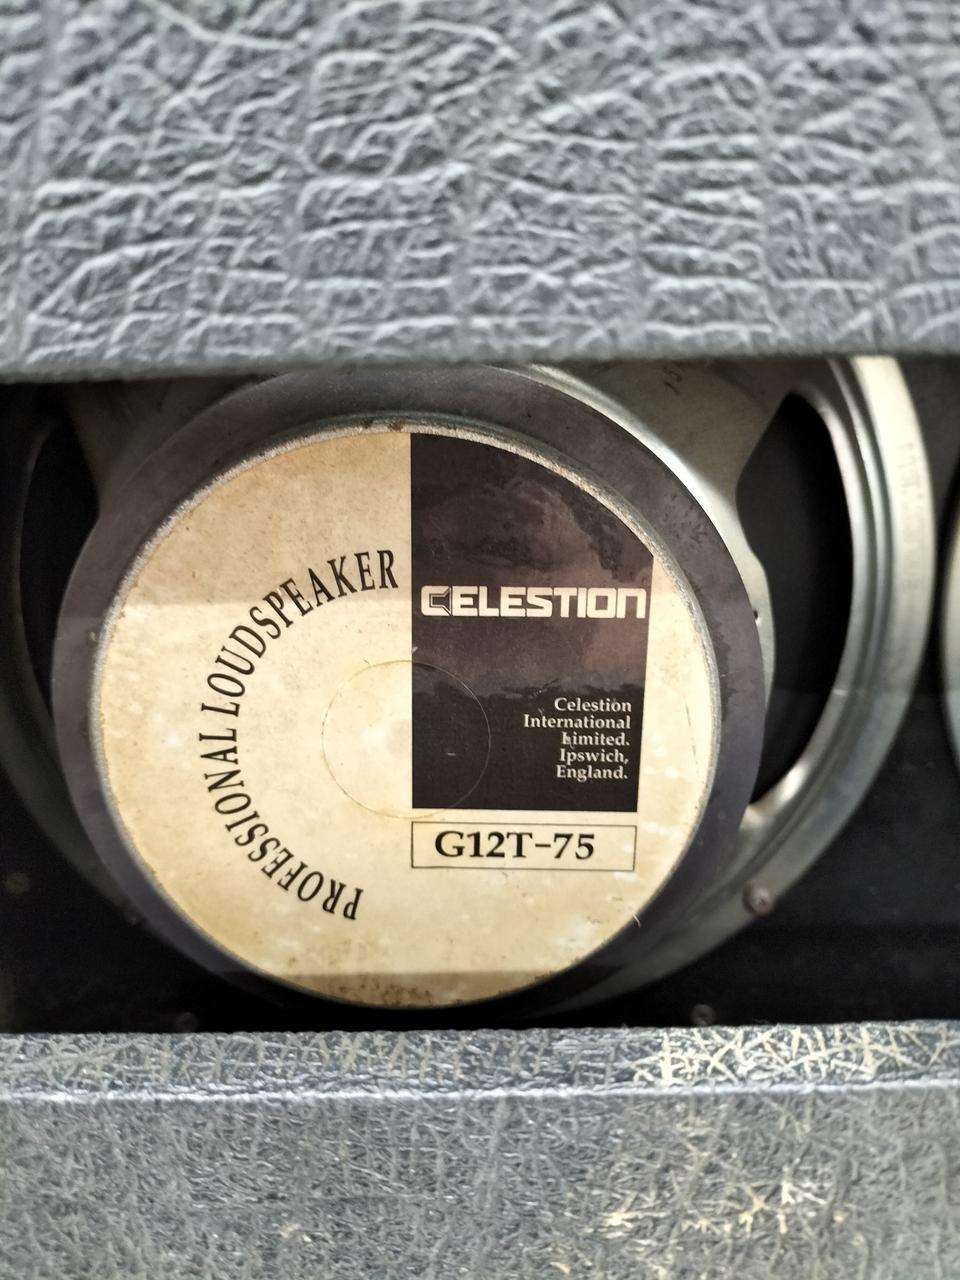 PROFESSIONAL LOUDSPEAKER
CELESTION
Celestion
International
Limited.
Ipswich,
England.
G12T-75